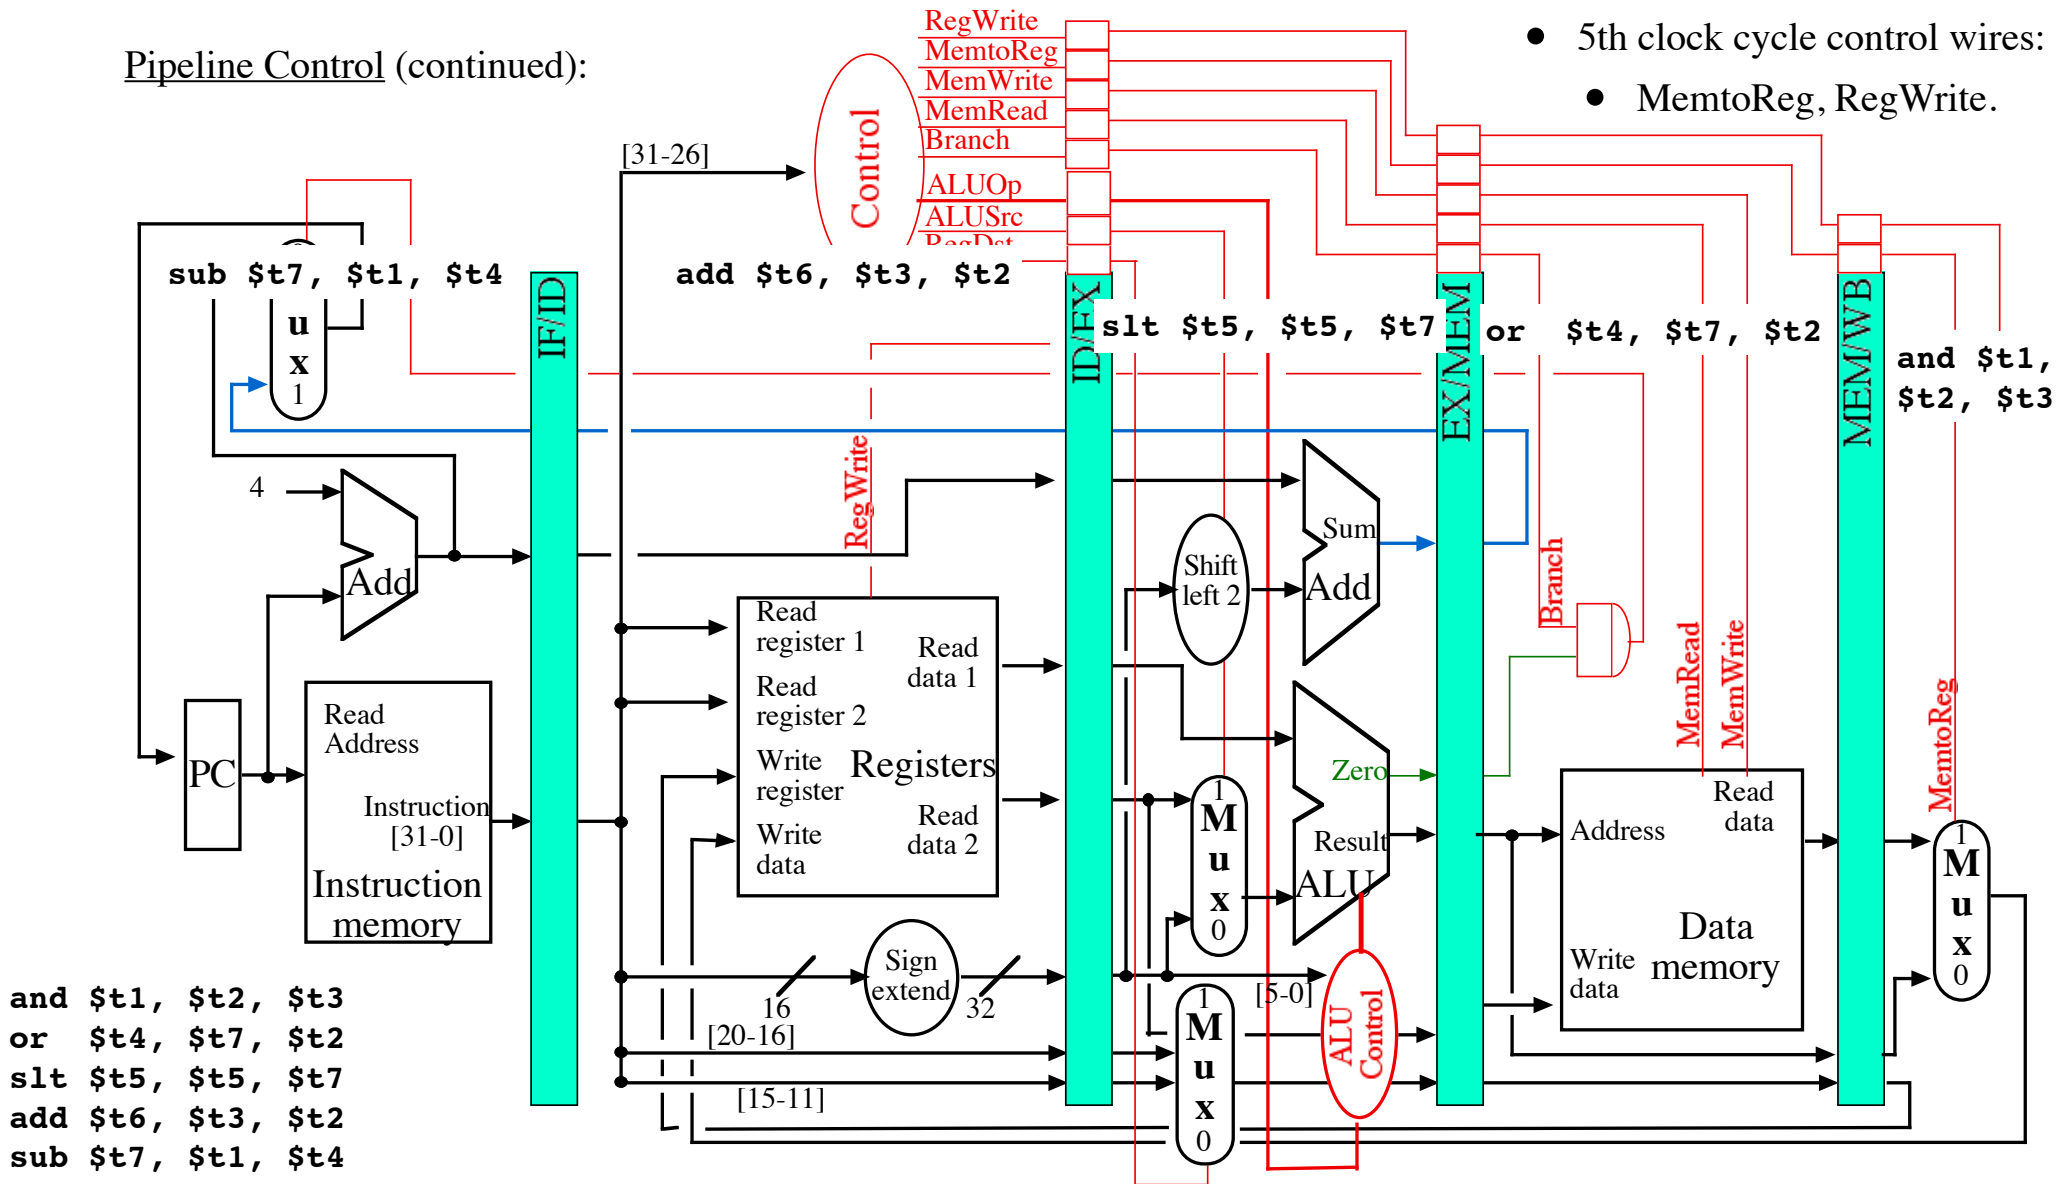 Pipeline Control (continued):
• 5th clock cycle control wires:
• MemtoReg, RegWrite.
RegWrite
MemtoReg
MemWrite
MemRead
Branch
ALUOp
ALUSrc
RegDst
Control
[31-26]
sub $t7, $t1, $t4
add $t6, $t3, $t2
slt $t5, $t5, $t7
or $t4, $t7, $t2
and $t1,
$t2, $t3
IF/ID
ID/EX
EX/MEM
MEM/WB
u
x
1
4
Add
RegWrite
Shift
left 2
Sum
Add
Branch
MemRead
MemWrite
MemtoReg
PC
Read
Address
Instruction
[31-0]
Instruction
memory
Read
register 1
Read
register 2
Write
register
Write
data
Read
data 1
Registers
Read
data 2
1
M
u
x
0
Zero
Result
ALU
Address
Read
data
Write
data
Data
memory
1
M
u
x
0
Sign
extend
16
32
[20-16]
[15-11]
[5-0]
1
M
u
x
0
ALU
Control
and $t1, $t2, $t3
or $t4, $t7, $t2
slt $t5, $t5, $t7
add $t6, $t3, $t2
sub $t7, $t1, $t4